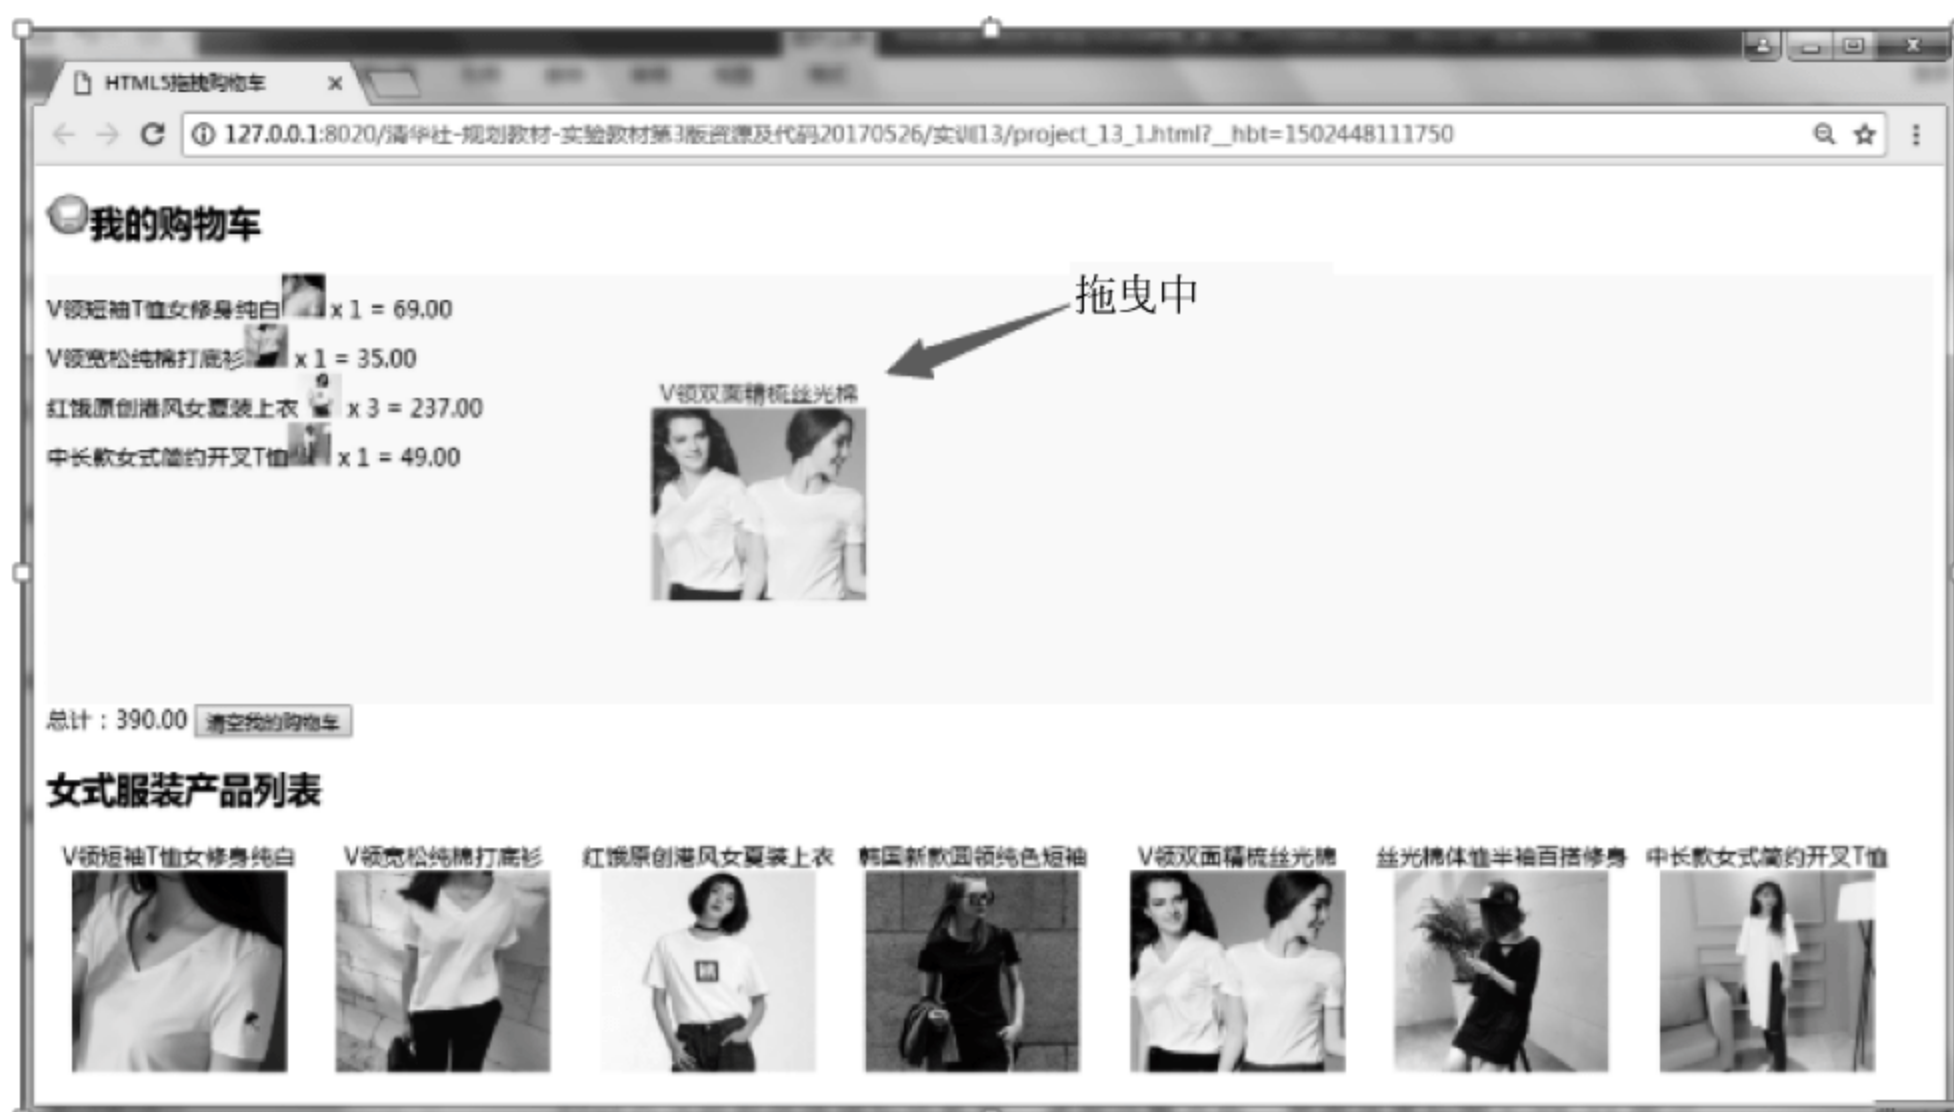 HTML5拖拽购物车
127.0.0.1:8020/清华社-规划教材-实验教材第3版资源及代码20170526/实训13/project_13_1.html?__hbt=1502448111750
我的购物车
拖曳中
V领短袖T恤女修身纯白 x 1 = 69.00
V领宽松纯棉打底衫 x 1 = 35.00
红饿原创港风女夏装上衣 x 3 = 237.00
中长款女式简约开叉T恤 x 1 = 49.00
V领双面精梳丝光棉
总计：390.00 清空我的购物车
女式服装产品列表
V领短袖T恤女修身纯白 V领宽松纯棉打底衫 红饿原创港风女夏装上衣 韩国新款圆领纯色短袖 V领双面精梳丝光棉 丝光棉体恤半袖百搭修身 中长款女式简约开叉T恤